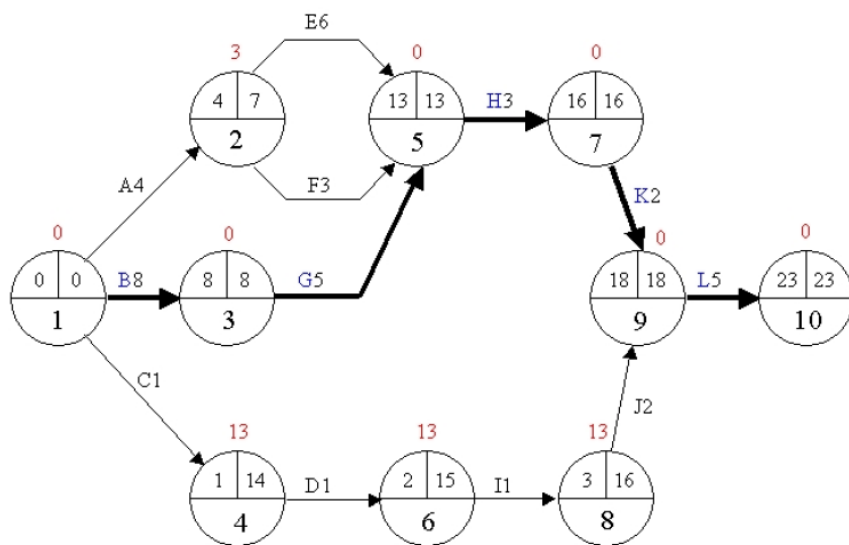 E6
3 0 0
4 7 13 13 H3 16 16
2 5 7
F3
A4 K2
0 0 0 0
0 0 B8 8 8 G5 18 18 L5 23 23
1 3 9 10
C1
J2
13 13 13
1 14 D1 2 15 I1 3 16
4 6 8